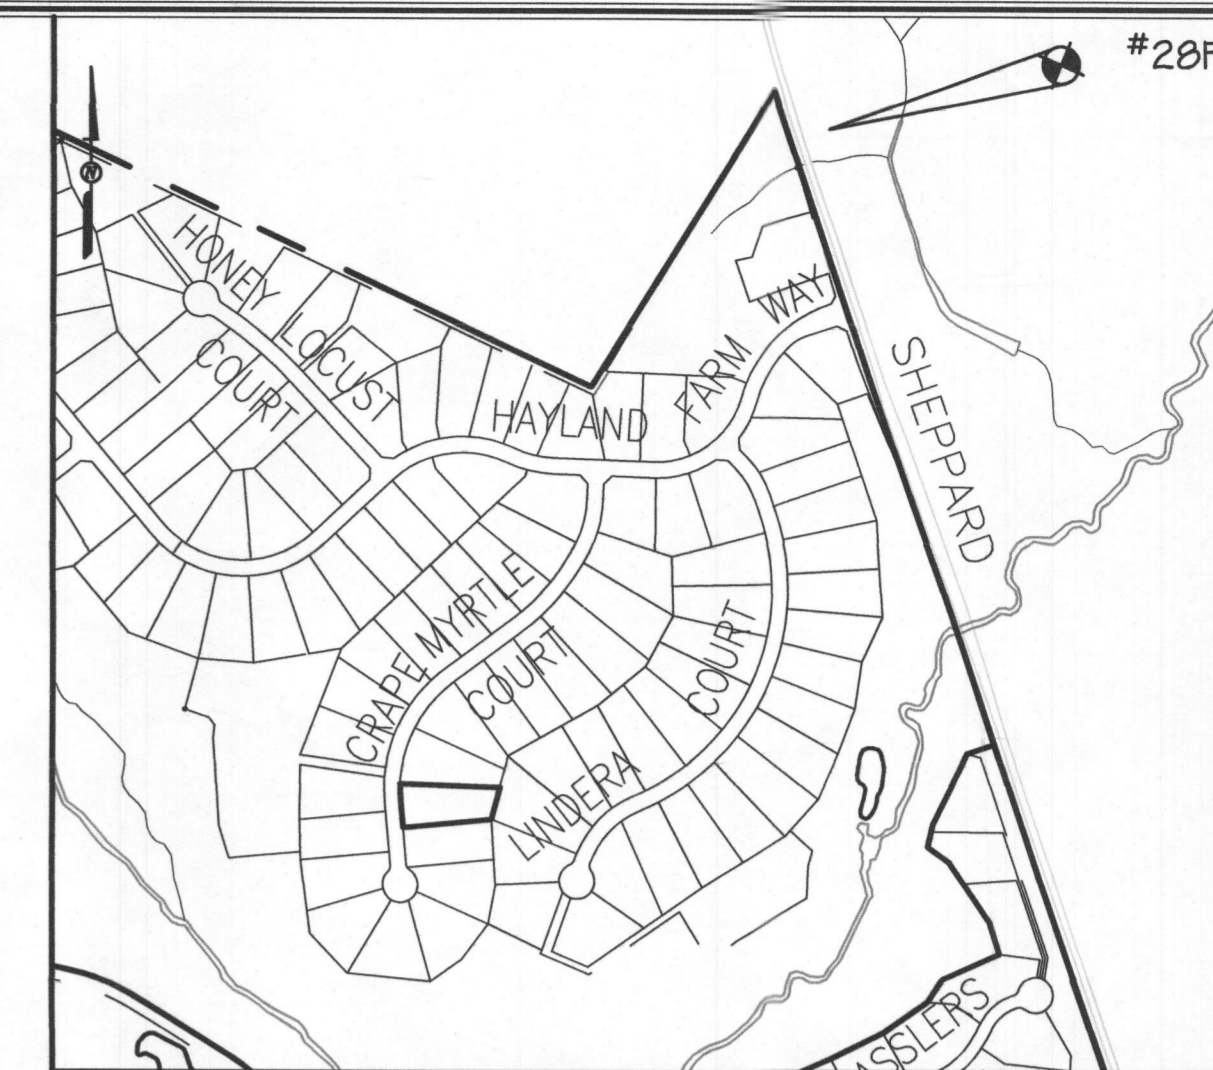 #28F
N
HONEY
LOCUST
COURT
HAYLAND
FARM
WAY
SHEPPARD
CRAPE MYRTLE
COURT
LINDERA
COURT
ASSLERS